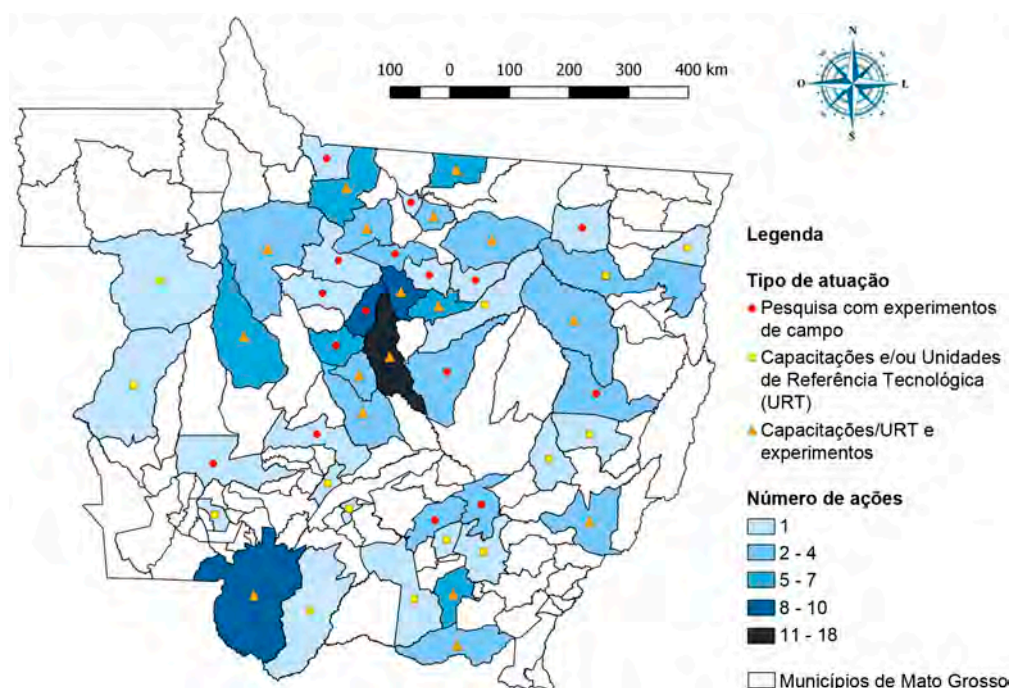 N
O
L
S
100 0 100 200 300 400 km
Legenda
Tipo de atuação
Pesquisa com experimentos
de campo
Capacitações e/ou Unidades
de Referência Tecnológica
(URT)
Capacitações/URT e
experimentos
Número de ações
1
2 - 4
5 - 7
8 - 10
11 - 18
Municípios de Mato Grosso